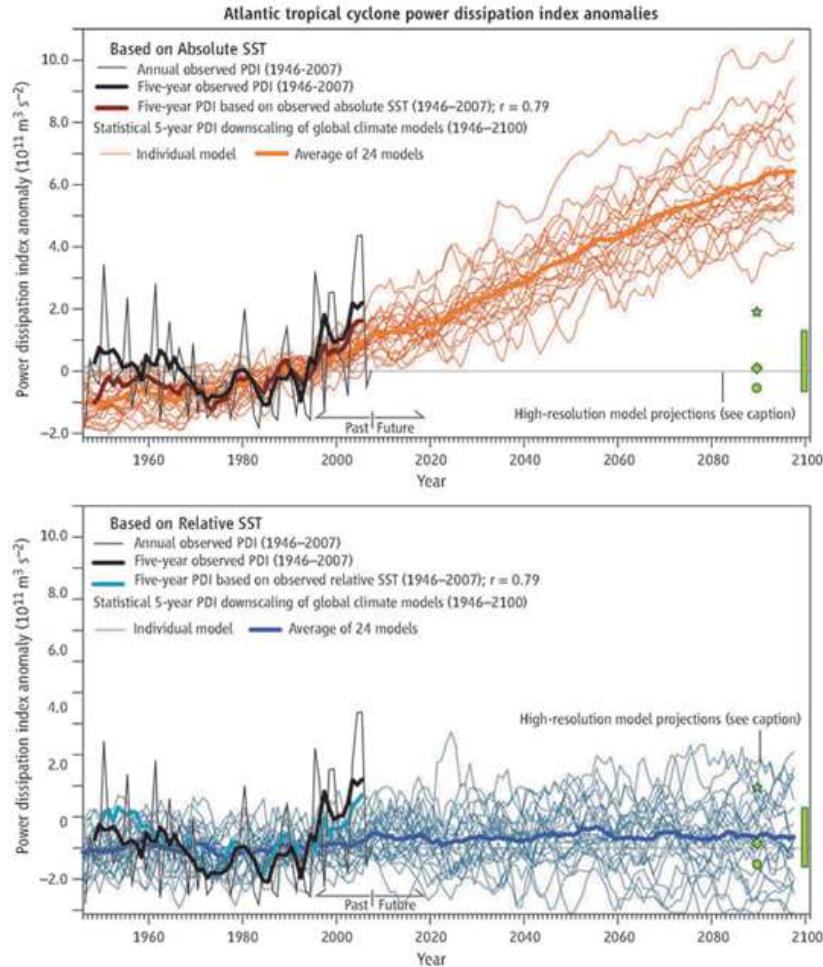 Atlantic tropical cyclone power dissipation index anomalies
Power dissipation index anomaly (10¹¹ m³ s⁻²)
10.0
8.0
6.0
4.0
2.0
0
−2.0
Based on Absolute SST
Annual observed PDI (1946-2007)
Five-year observed PDI (1946-2007)
Five-year PDI based on observed absolute SST (1946–2007); r = 0.79
Statistical 5-year PDI downscaling of global climate models (1946–2100)
Individual model
Average of 24 models
High-resolution model projections (see caption)
Past Future
1960 1980 2000 2020 2040 2060 2080 2100
Year
Power dissipation index anomaly (10¹¹ m³ s⁻²)
10.0
8.0
6.0
4.0
2.0
0
−2.0
Based on Relative SST
Annual observed PDI (1946–2007)
Five-year observed PDI (1946–2007)
Five-year PDI based on observed relative SST (1946–2007); r = 0.79
Statistical 5-year PDI downscaling of global climate models (1946–2100)
Individual model
Average of 24 models
High-resolution model projections (see caption)
Past Future
1960 1980 2000 2020 2040 2060 2080 2100
Year